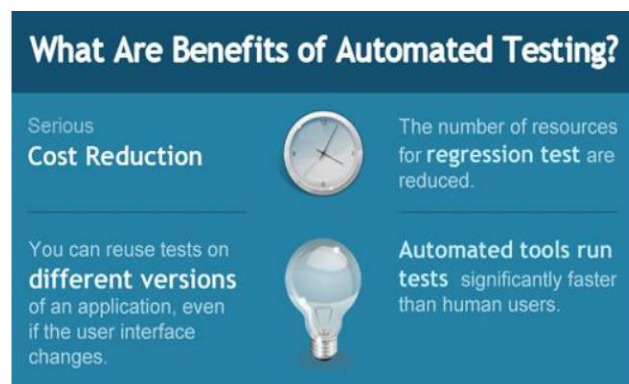 What Are Benefits of Automated Testing?
Serious
Cost Reduction
The number of resources
for regression test are
reduced.
You can reuse tests on
different versions
of an application, even
if the user interface
changes.
Automated tools run
tests significantly faster
than human users.